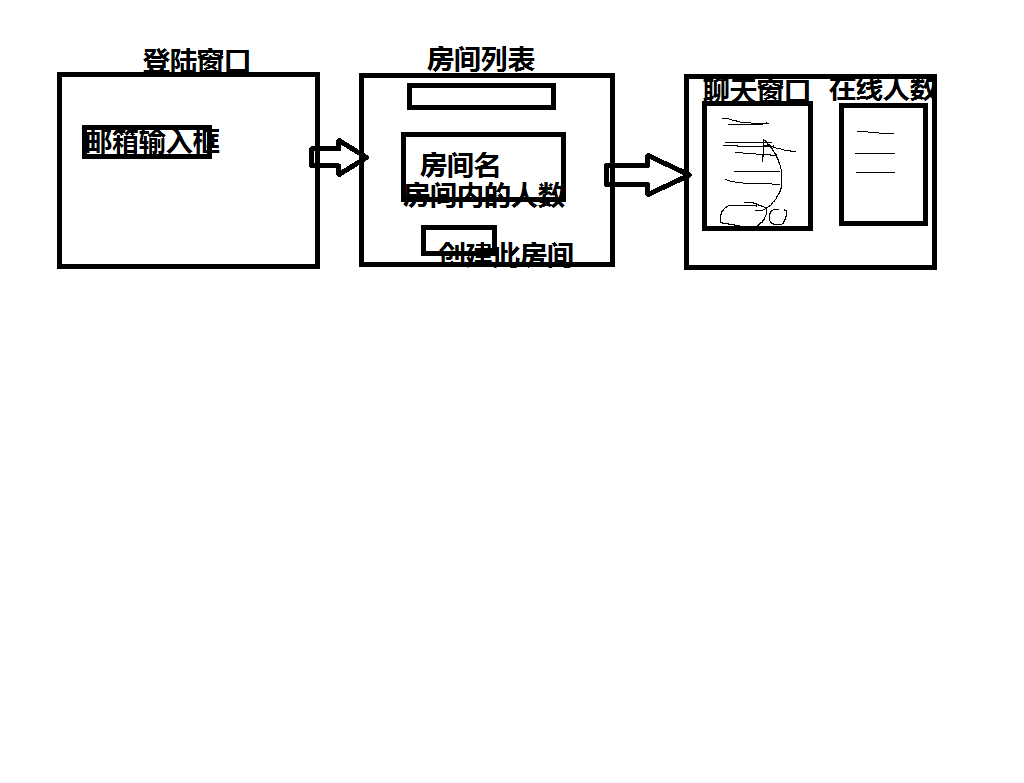 登陆窗口
邮箱输入框
房间列表
房间名
房间内的人数
创建此房间
聊天窗口
在线人数